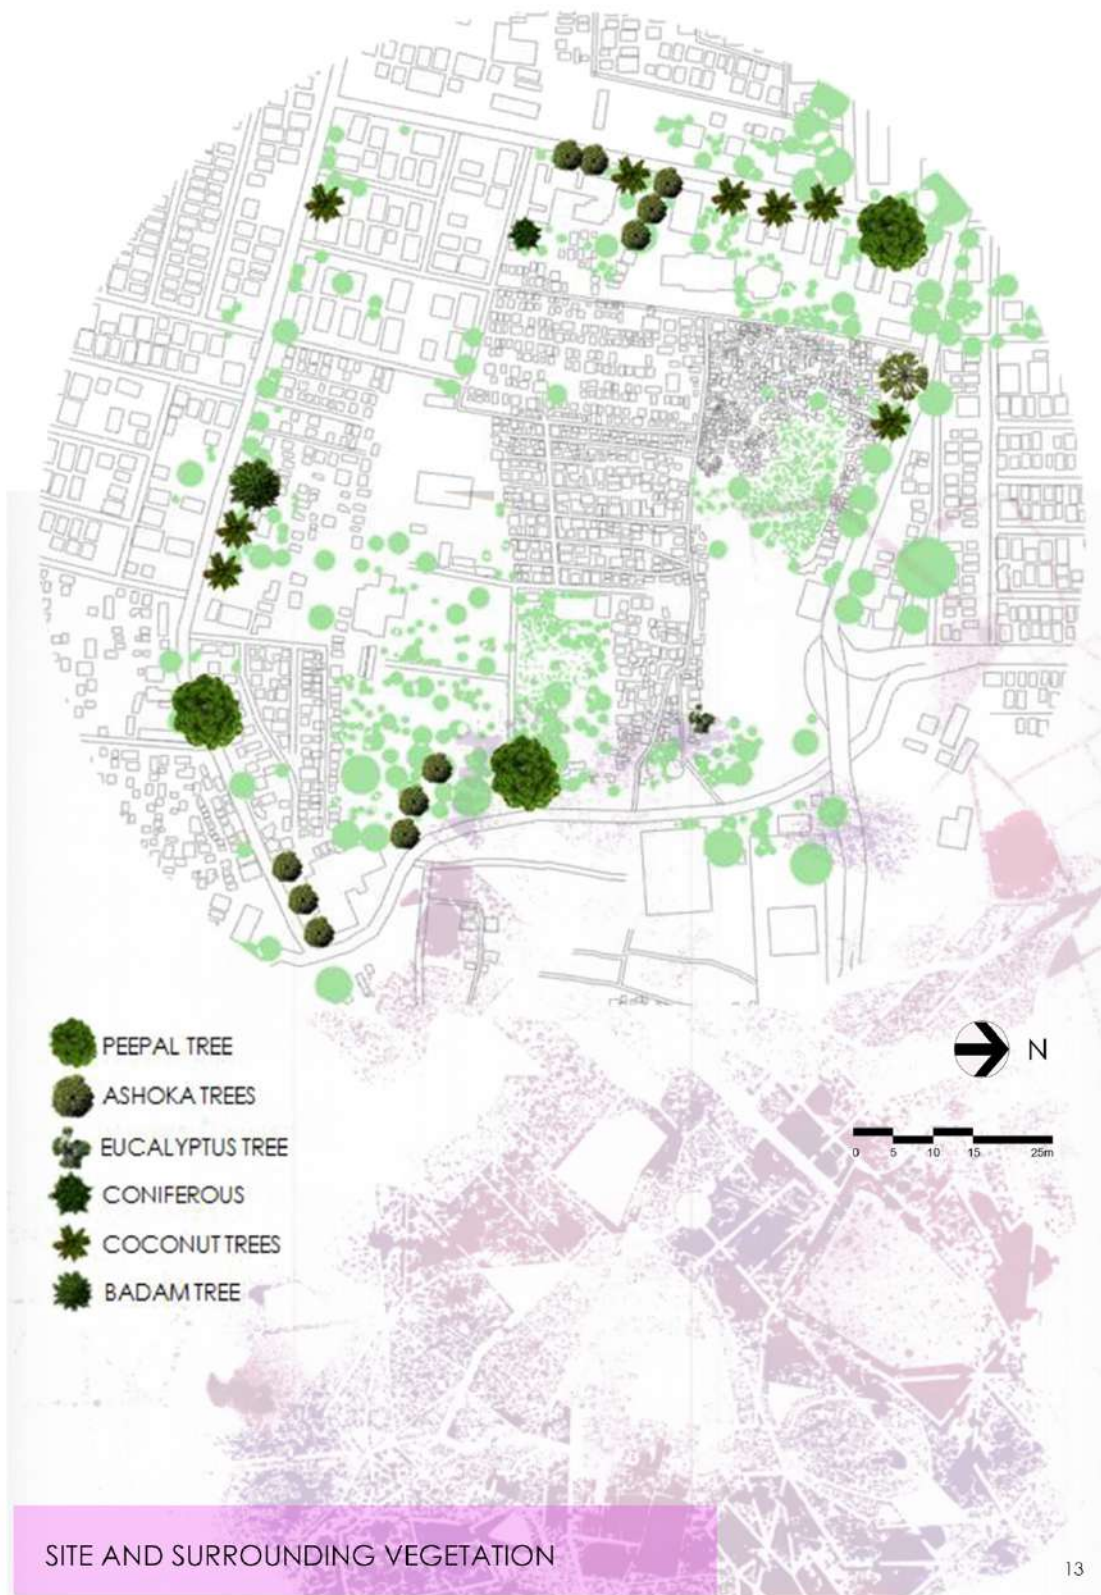 PEEPAL TREE
ASHOKA TREES
EUCALYPTUS TREE
CONIFEROUS
COCONUT TREES
BADAM TREE
N
0 5 10 15 25m
SITE AND SURROUNDING VEGETATION
13